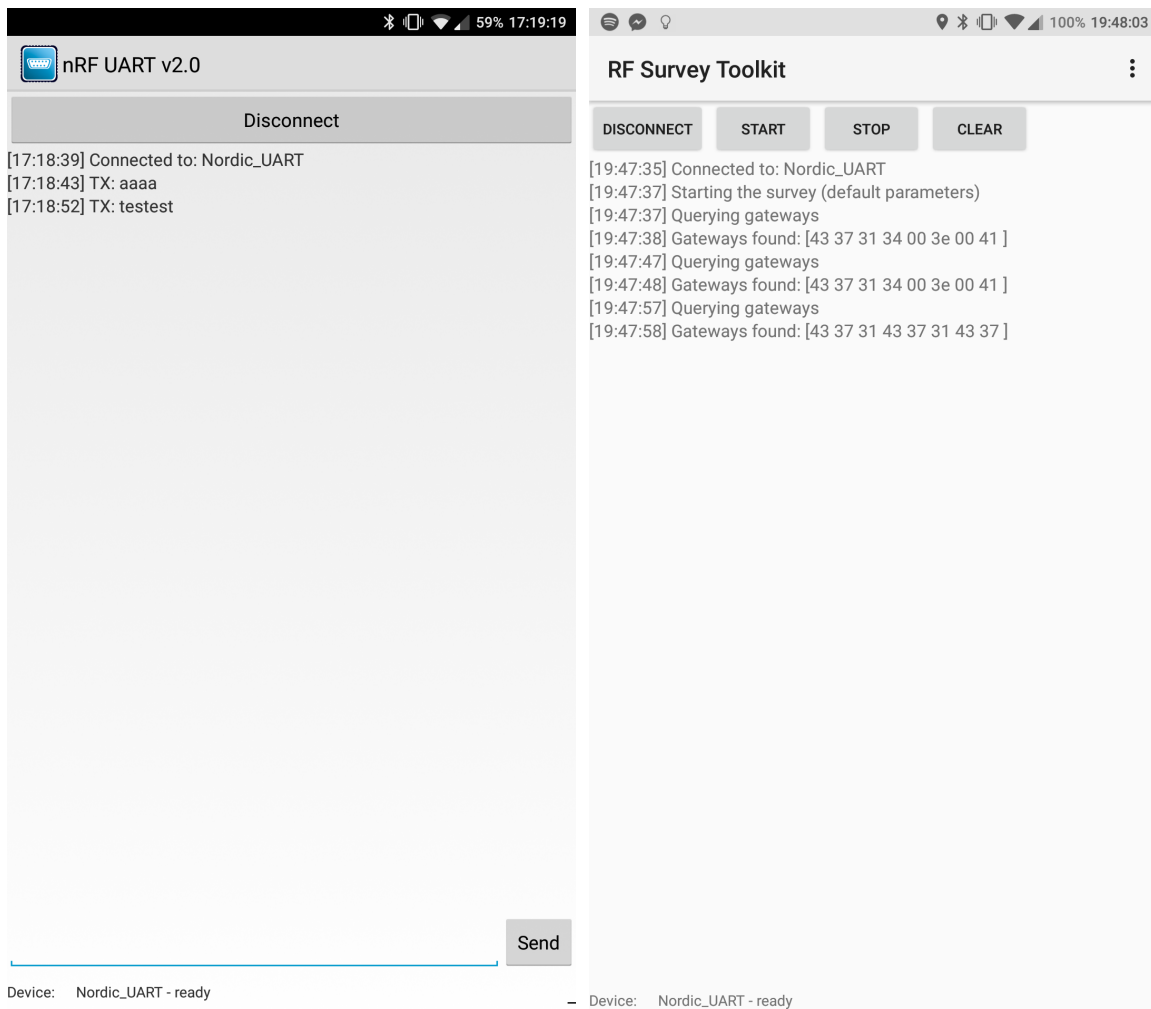 59% 17:19:19
nRF UART v2.0
Disconnect
[17:18:39] Connected to: Nordic_UART
[17:18:43] TX: aaaa
[17:18:52] TX: testest
Send
Device: Nordic_UART - ready
100% 19:48:03
RF Survey Toolkit
DISCONNECT START STOP CLEAR
[19:47:35] Connected to: Nordic_UART
[19:47:37] Starting the survey (default parameters)
[19:47:37] Querying gateways
[19:47:38] Gateways found: [43 37 31 34 00 3e 00 41 ]
[19:47:47] Querying gateways
[19:47:48] Gateways found: [43 37 31 34 00 3e 00 41 ]
[19:47:57] Querying gateways
[19:47:58] Gateways found: [43 37 31 43 37 31 43 37 ]
Device: Nordic_UART - ready